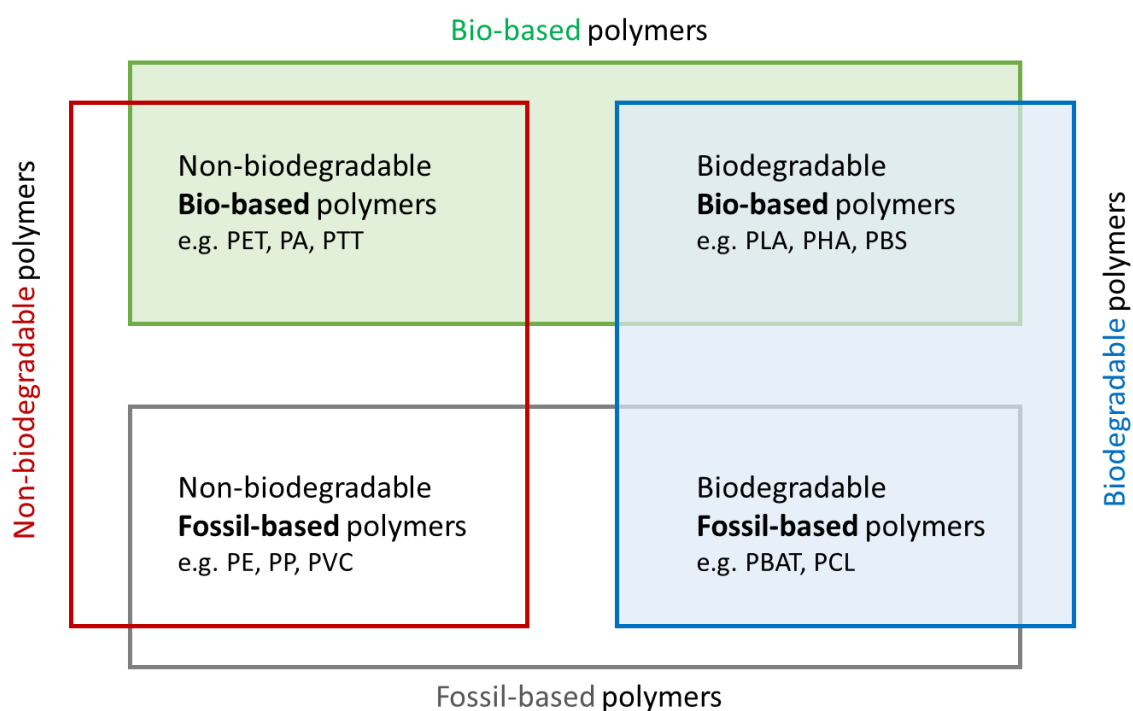 Bio-based polymers
Non-biodegradable polymers
Non-biodegradable
Bio-based polymers
e.g. PET, PA, PTT
Biodegradable
Bio-based polymers
e.g. PLA, PHA, PBS
Biodegradable polymers
Non-biodegradable
Fossil-based polymers
e.g. PE, PP, PVC
Biodegradable
Fossil-based polymers
e.g. PBAT, PCL
Fossil-based polymers